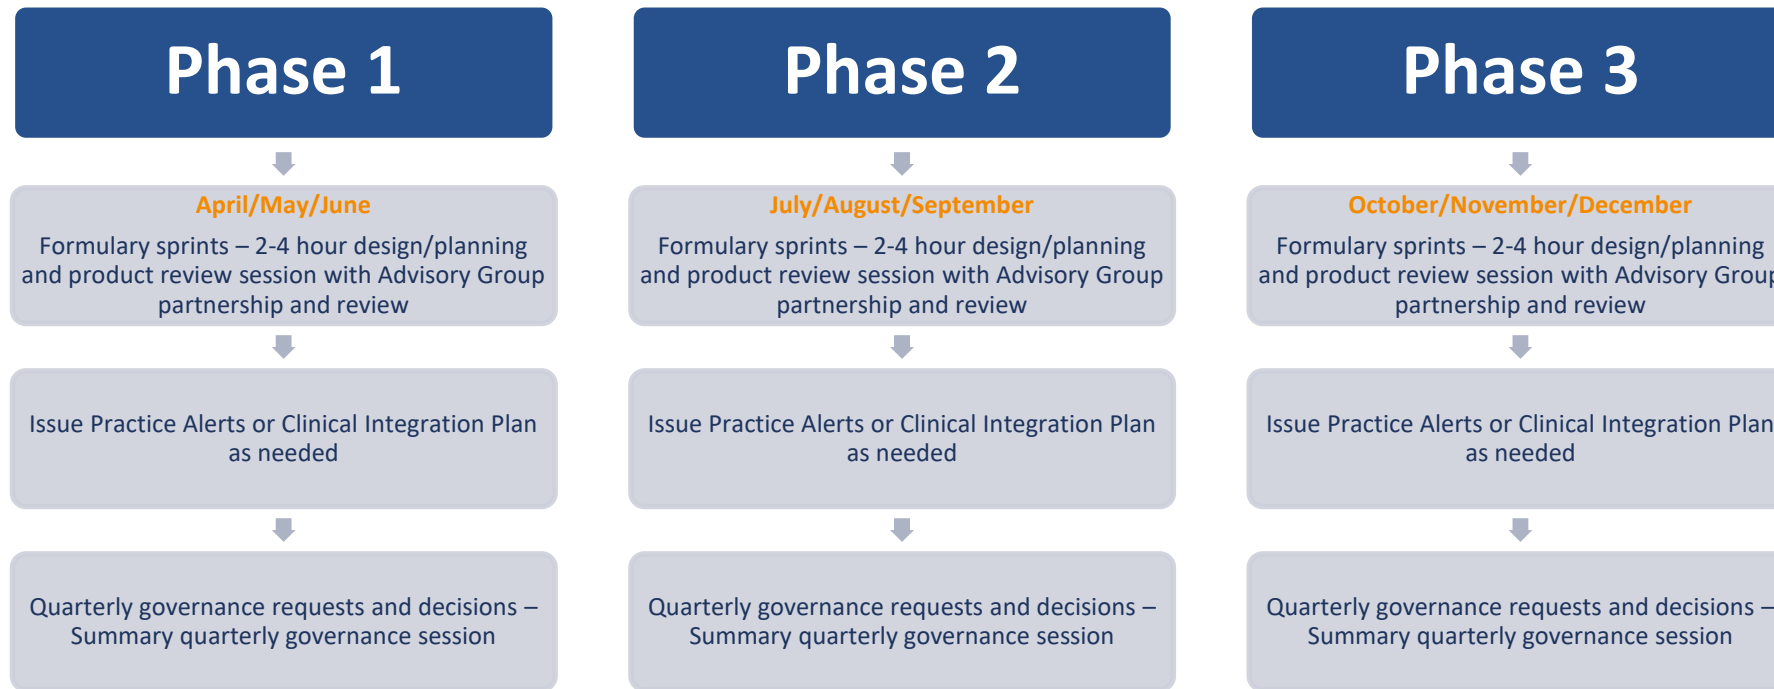 Phase 1
April/May/June
Formulary sprints – 2-4 hour design/planning
and product review session with Advisory Group
partnership and review
Issue Practice Alerts or Clinical Integration Plan
as needed
Quarterly governance requests and decisions –
Summary quarterly governance session
Phase 2
July/August/September
Formulary sprints – 2-4 hour design/planning
and product review session with Advisory Group
partnership and review
Issue Practice Alerts or Clinical Integration Plan
as needed
Quarterly governance requests and decisions –
Summary quarterly governance session
Phase 3
October/November/December
Formulary sprints – 2-4 hour design/planning
and product review session with Advisory Group
partnership and review
Issue Practice Alerts or Clinical Integration Plan
as needed
Quarterly governance requests and decisions –
Summary quarterly governance session